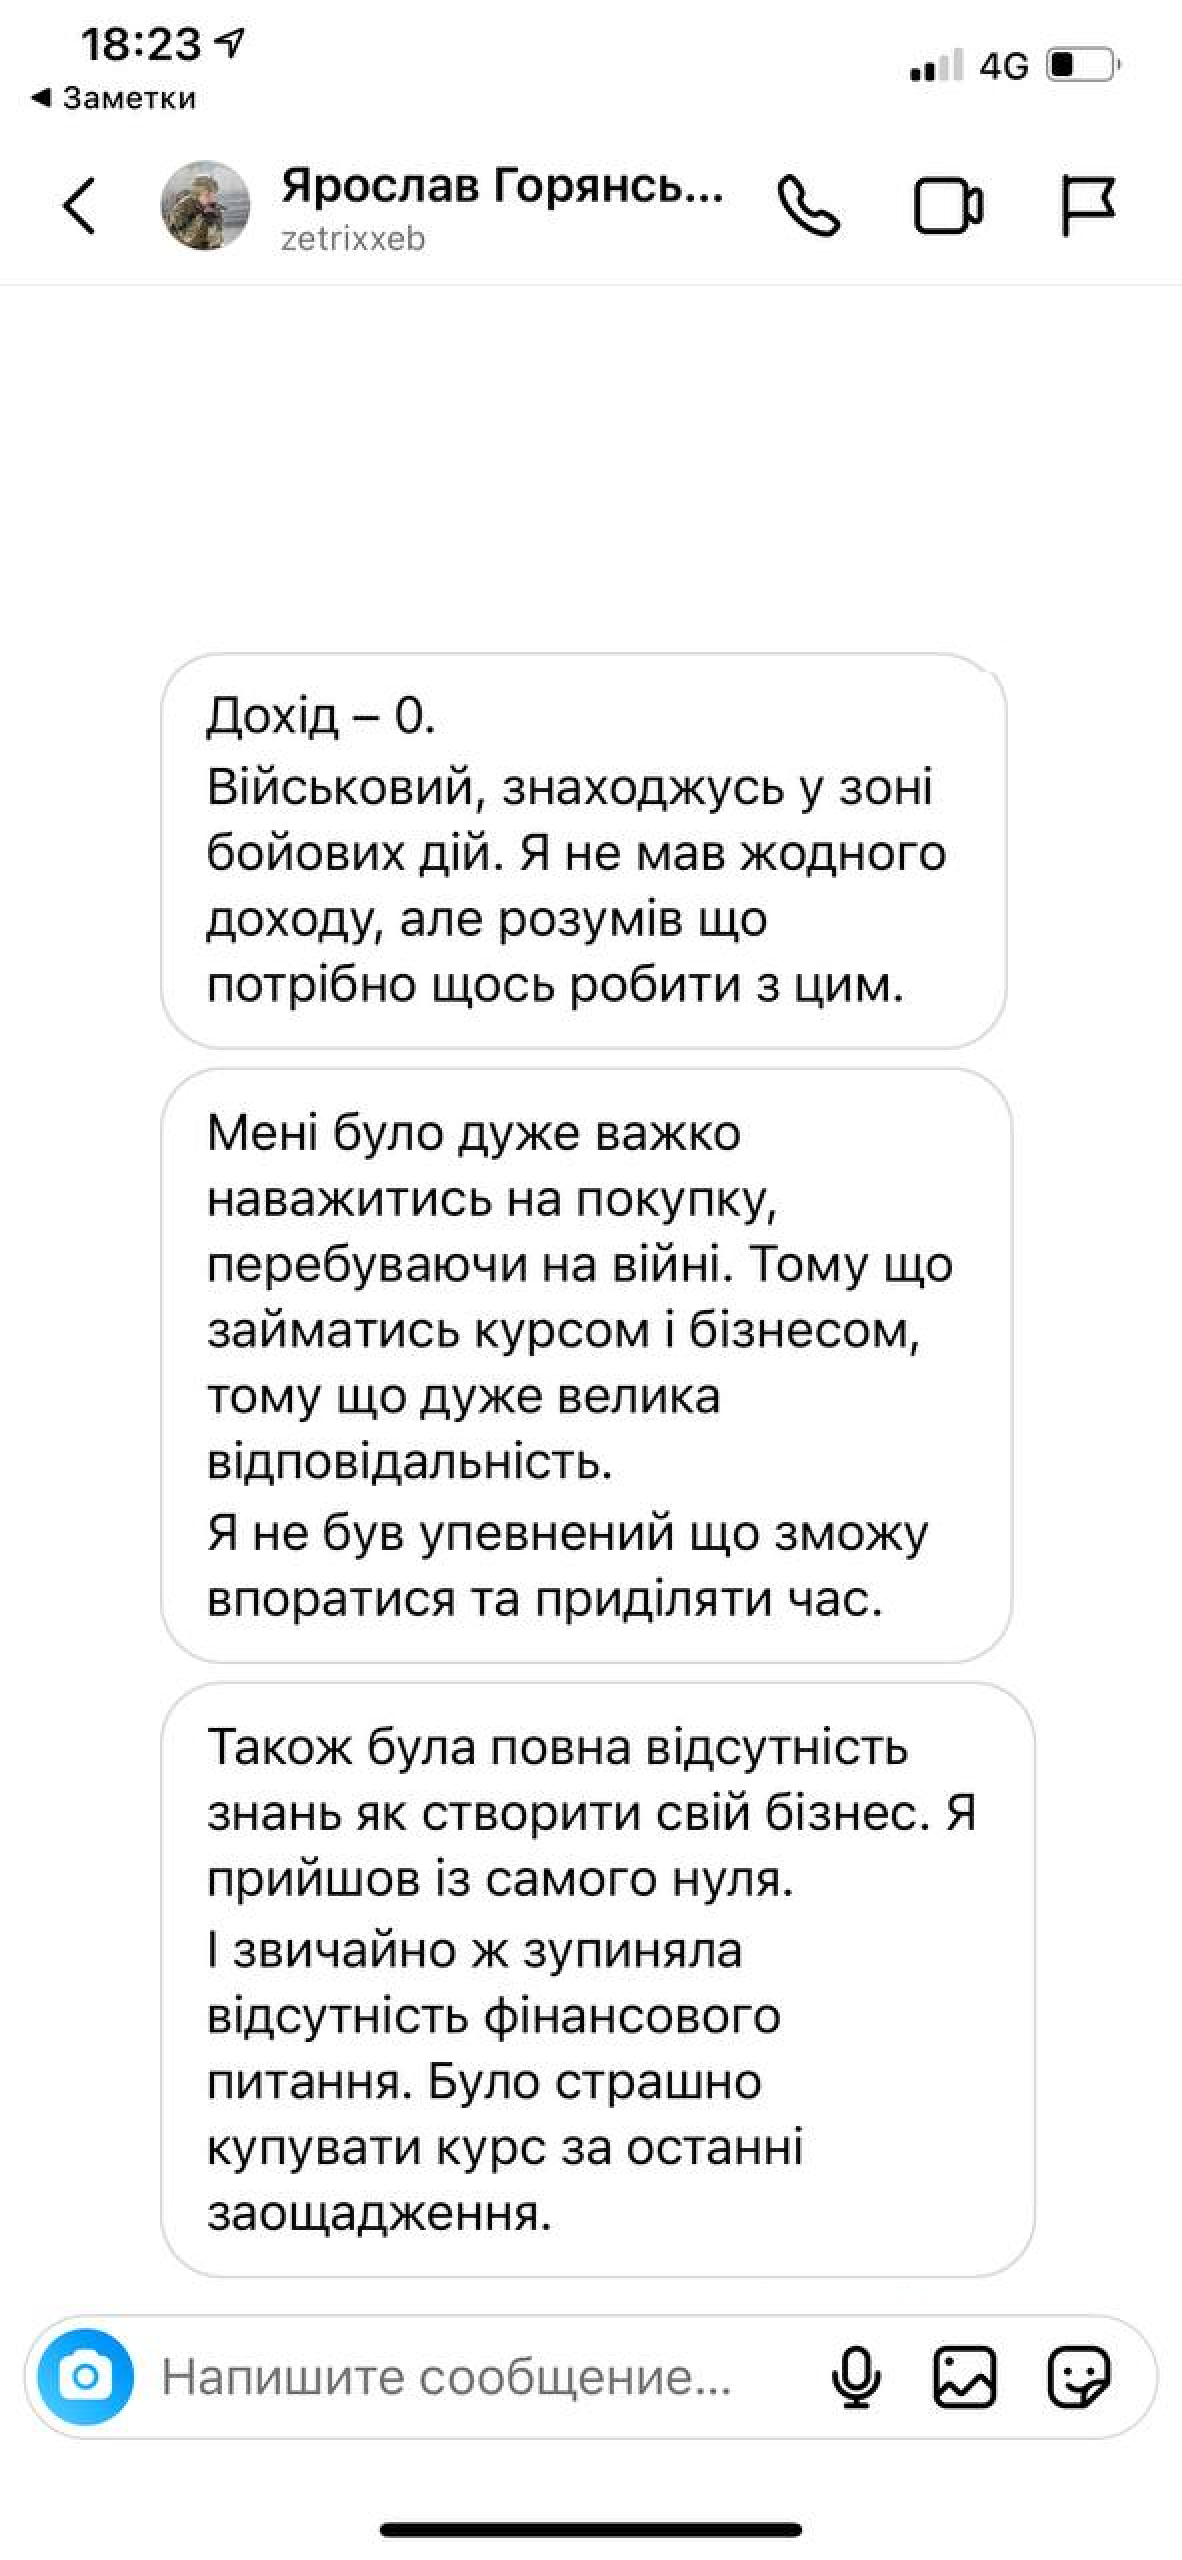 18:23
4G
◀ Заметки
Ярослав Горянсь...
zetrixxeb
Дохід – 0.
Військовий, знаходжусь у зоні
бойових дій. Я не мав жодного
доходу, але розумів що
потрібно щось робити з цим.
Мені було дуже важко
наважитись на покупку,
перебуваючи на війні. Тому що
займатись курсом і бізнесом,
тому що дуже велика
відповідальність.
Я не був упевнений що зможу
впоратися та приділяти час.
Також була повна відсутність
знань як створити свій бізнес. Я
прийшов із самого нуля.
І звичайно ж зупиняла
відсутність фінансового
питання. Було страшно
купувати курс за останні
заощадження.
Напишите сообщение...